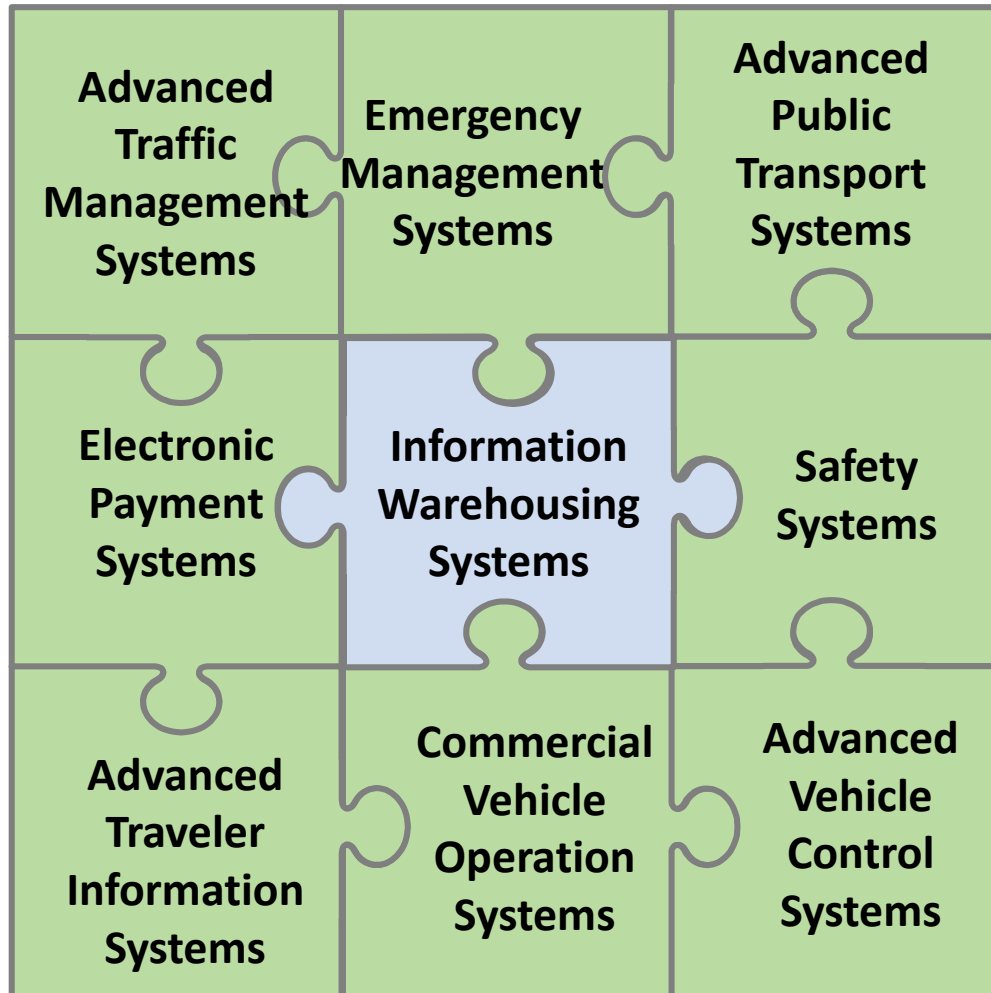 Advanced
Traffic
Management
Systems
Emergency
Management
Systems
Advanced
Public
Transport
Systems
Electronic
Payment
Systems
Information
Warehousing
Systems
Safety
Systems
Advanced
Traveler
Information
Systems
Commercial
Vehicle
Operation
Systems
Advanced
Vehicle
Control
Systems